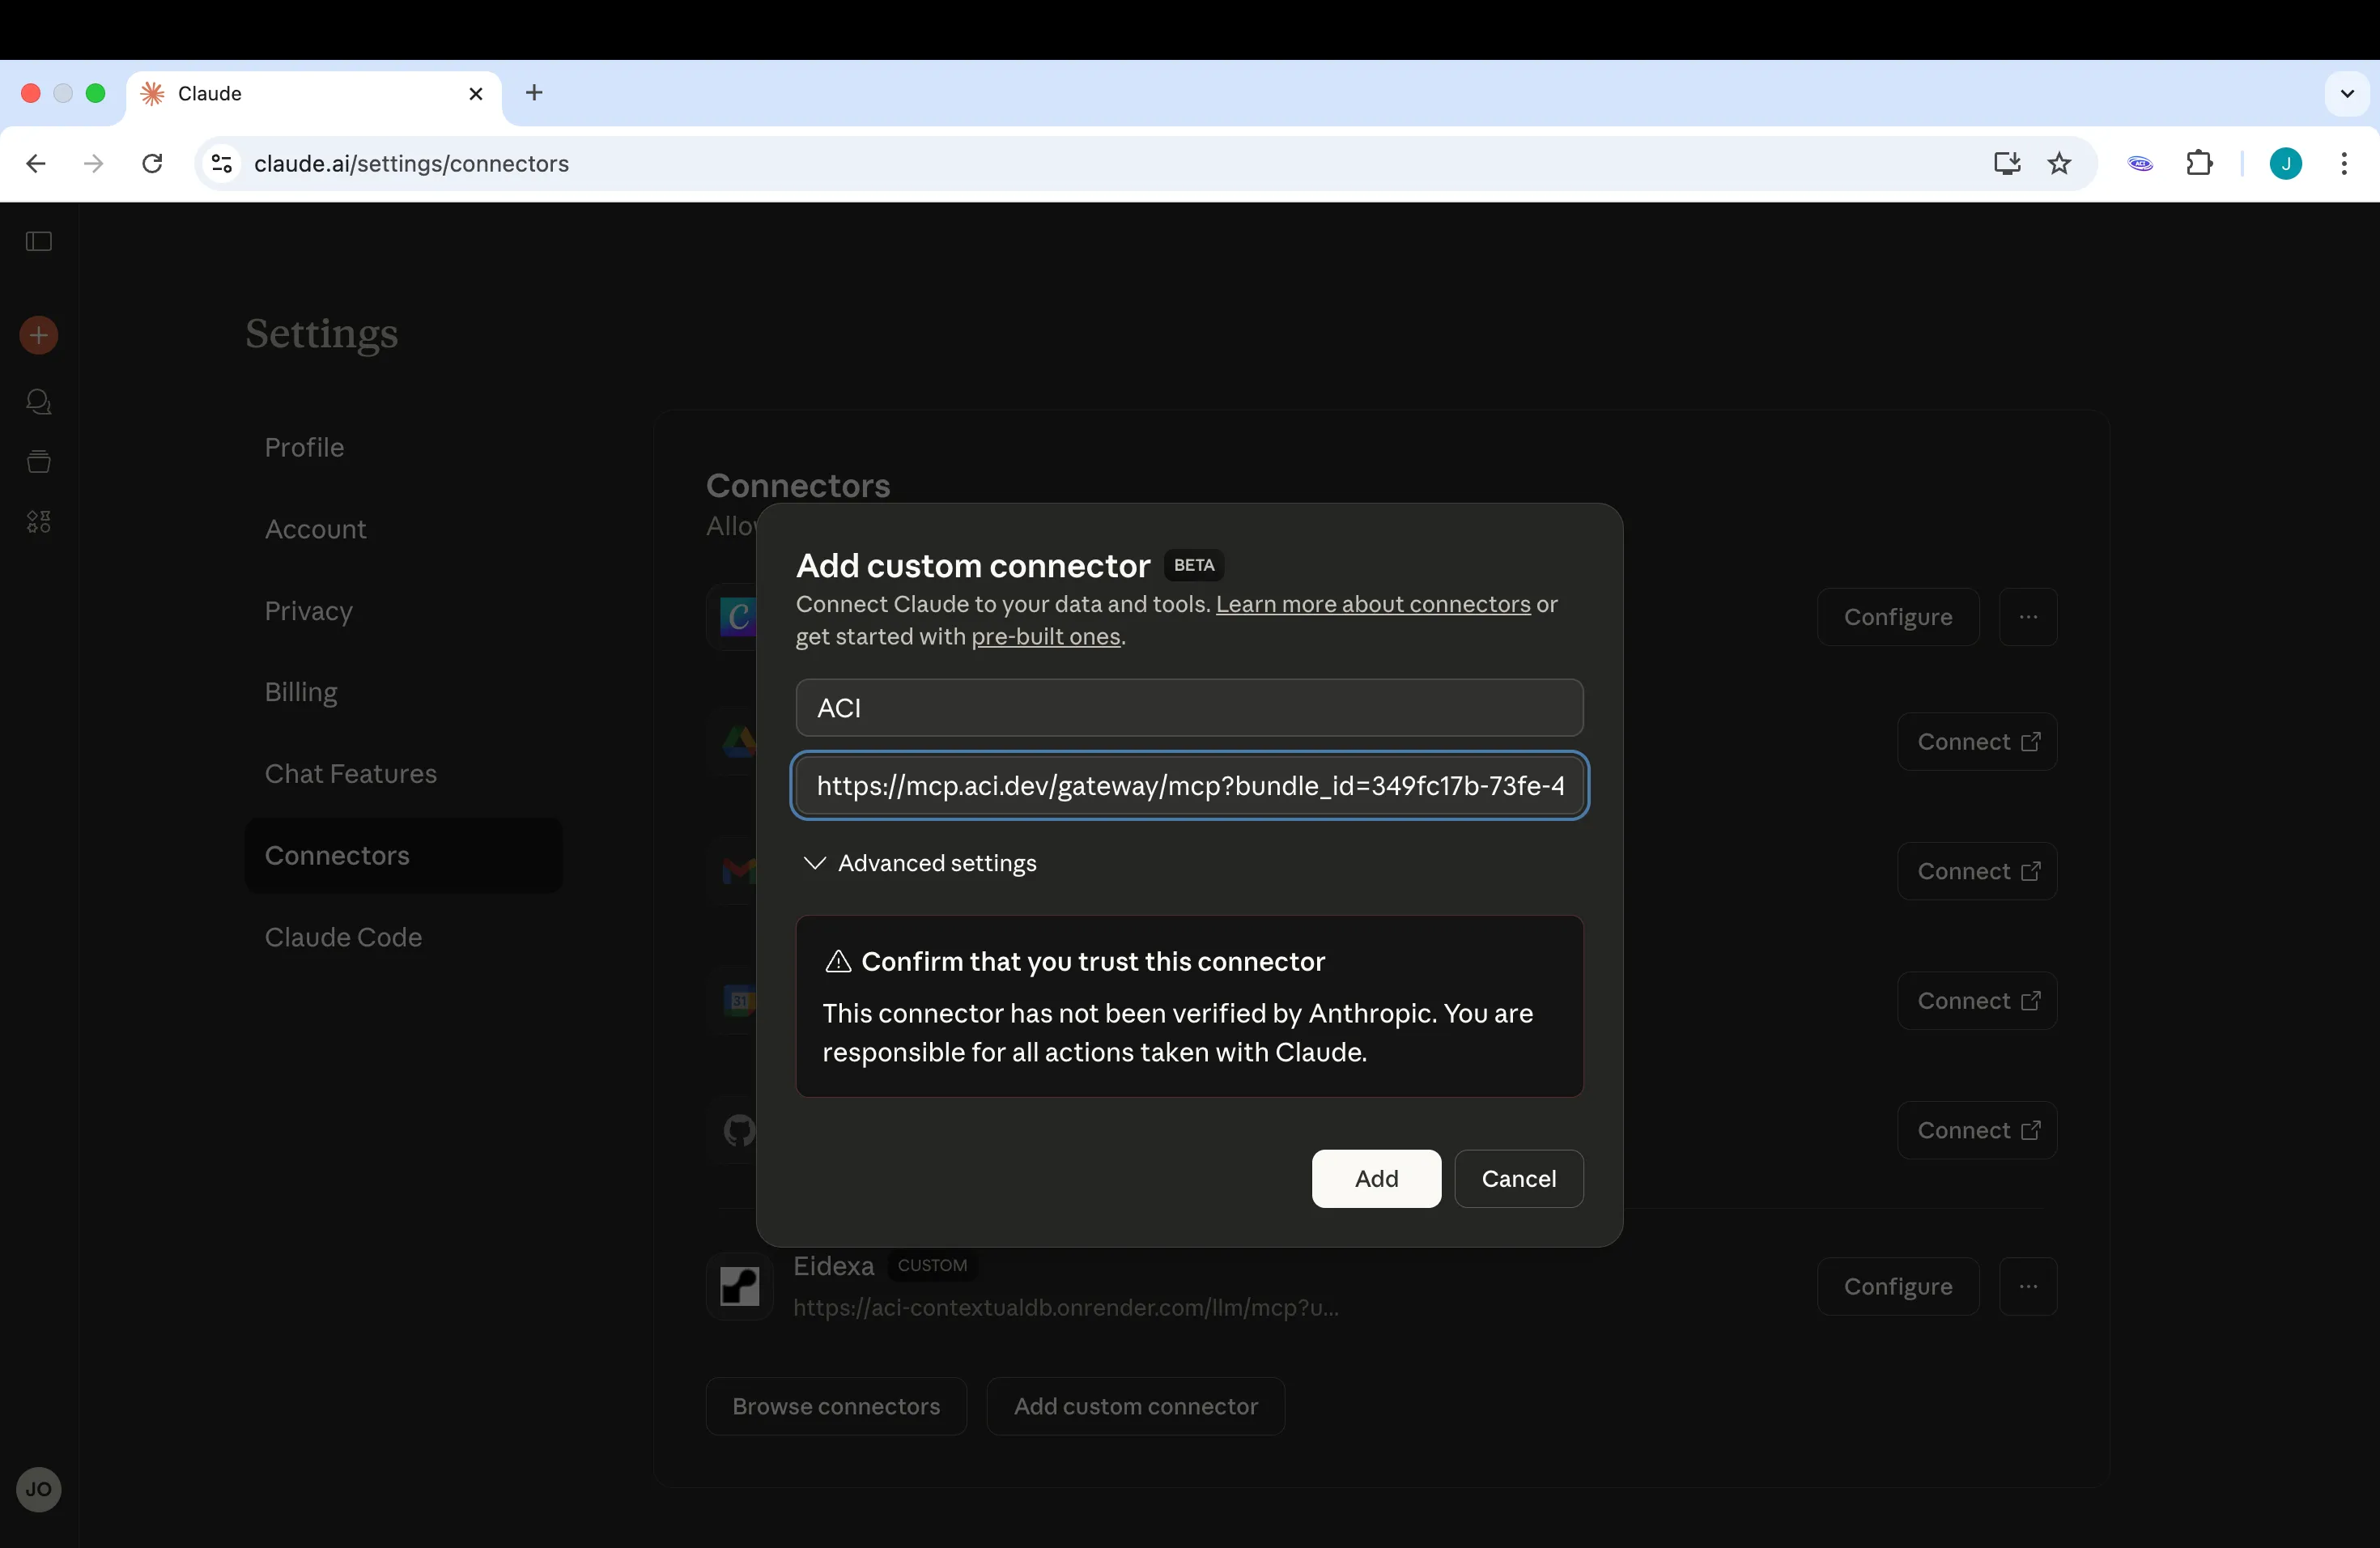 Claude
claude.ai/settings/connectors
J
Settings
Profile
Account
Privacy
Billing
Chat Features
Connectors
Claude Code
JO
Connectors
Allo
C
Configure
Connect
Connect
31
Connect
Connect
Add custom connector BETA
Connect Claude to your data and tools. Learn more about connectors or
get started with pre-built ones.
ACI
https://mcp.aci.dev/gateway/mcp?bundle_id=349fc17b-73fe-4
Advanced settings
Confirm that you trust this connector
This connector has not been verified by Anthropic. You are
responsible for all actions taken with Claude.
Add Cancel
Eidexa CUSTOM
https://aci-contextualdb.onrender.com/llm/mcp?u...
Configure
Browse connectors Add custom connector